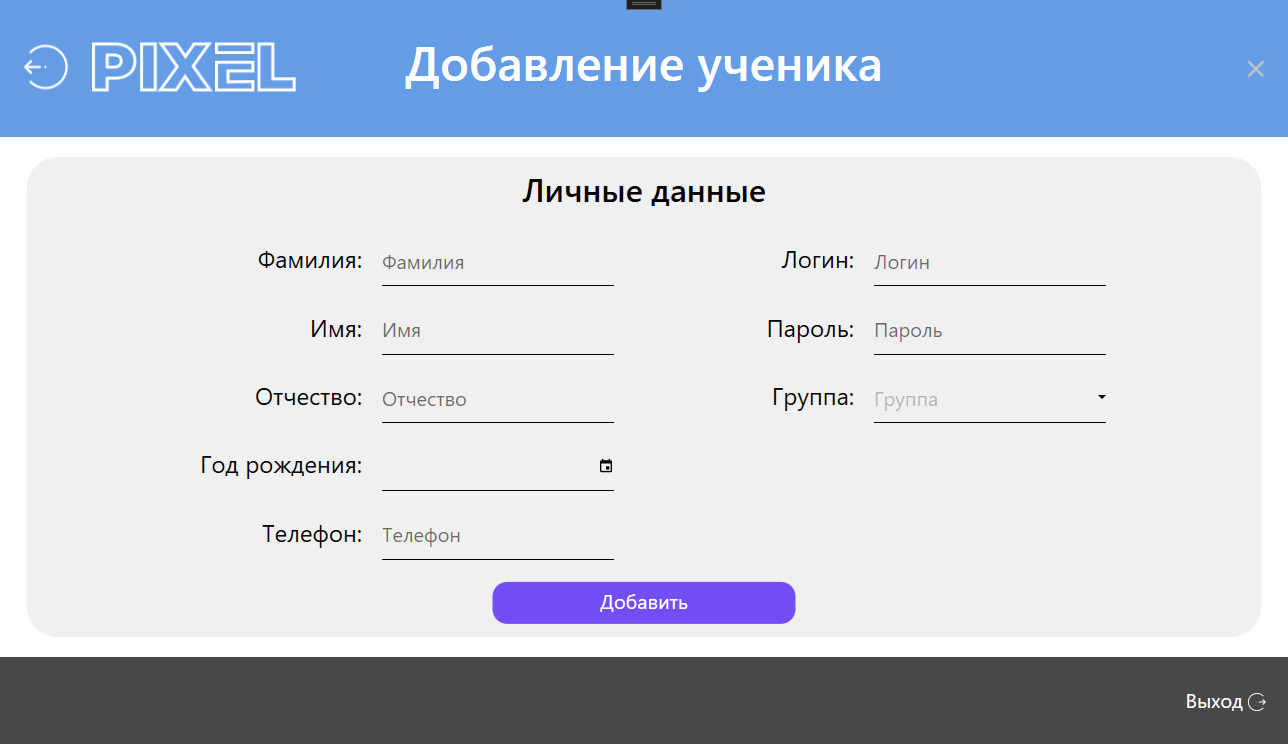 PIXEL
Добавление ученика
Личные данные
Фамилия: Фамилия
Логин: Логин
Имя: Имя
Пароль: Пароль
Отчество: Отчество
Группа: Группа
Год рождения:
Телефон: Телефон
Добавить
Выход